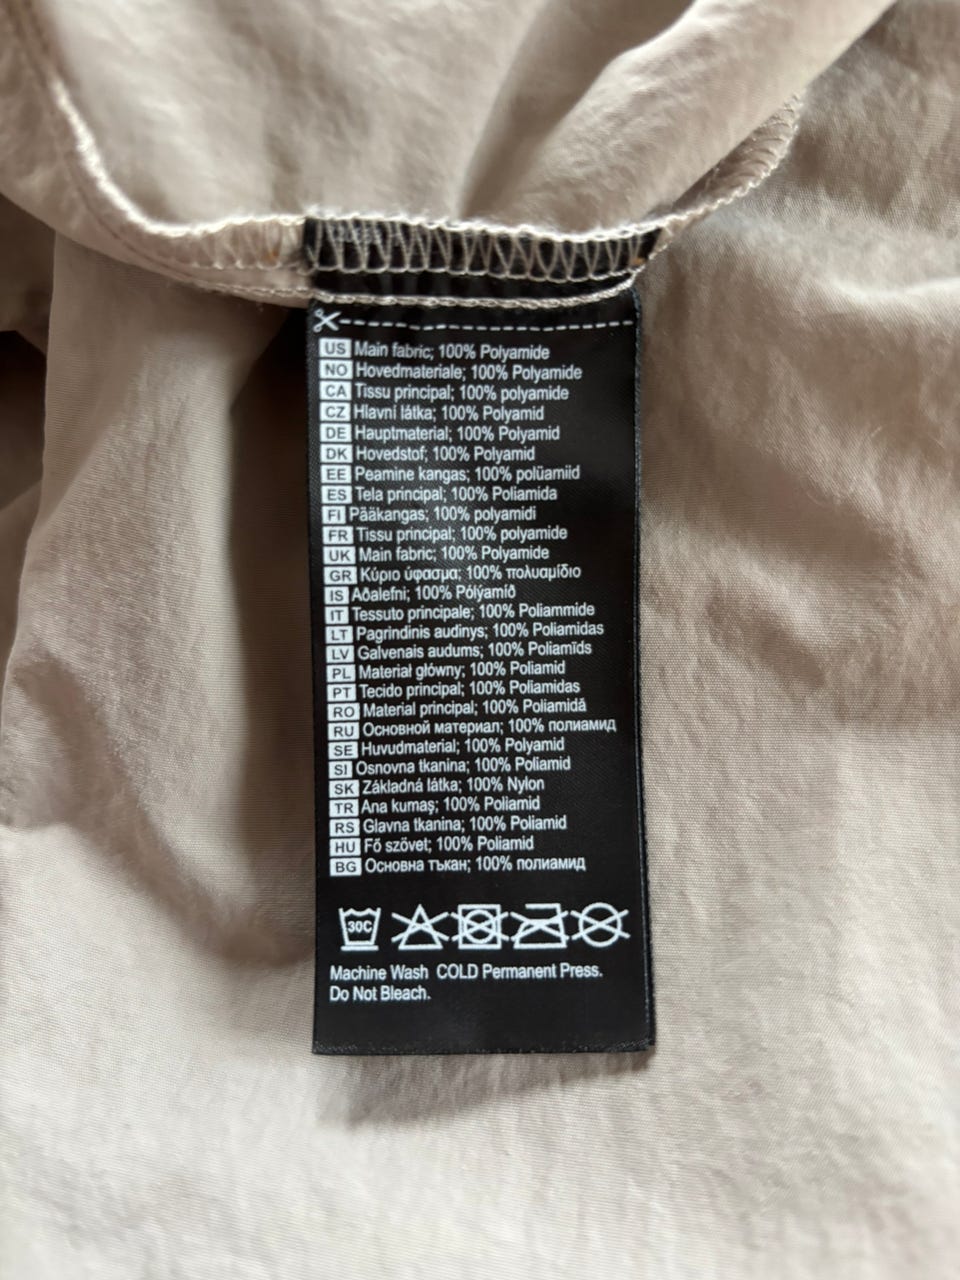 US Main fabric; 100% Polyamide
NO Hovedmateriale; 100% Polyamide
CA Tissu principal; 100% polyamide
CZ Hlavní látka; 100% Polyamid
DE Hauptmaterial; 100% Polyamid
DK Hovedstof; 100% Polyamid
EE Peamine kangas; 100% polüamiid
ES Tela principal; 100% Poliamida
FI Pääkangas; 100% polyamidi
FR Tissu principal; 100% polyamide
UK Main fabric; 100% Polyamide
GR Κύριο ύφασμα; 100% πολυαμίδιο
IS Aðalefni; 100% Pólýamíð
IT Tessuto principale; 100% Poliammide
LT Pagrindinis audinys; 100% Poliamidas
LV Galvenais audums; 100% Poliamīds
PL Materiał główny; 100% Poliamid
PT Tecido principal; 100% Poliamidas
RO Material principal; 100% Poliamidă
RU Основной материал; 100% полиамид
SE Huvudmaterial; 100% Polyamid
SI Osnovna tkanina; 100% Poliamid
SK Základná látka; 100% Nylon
TR Ana kumaş; 100% Poliamid
RS Glavna tkanina; 100% Poliamid
HU Fő szövet; 100% Poliamid
BG Основна тъкан; 100% полиамид
30C
Machine Wash COLD Permanent Press.
Do Not Bleach.